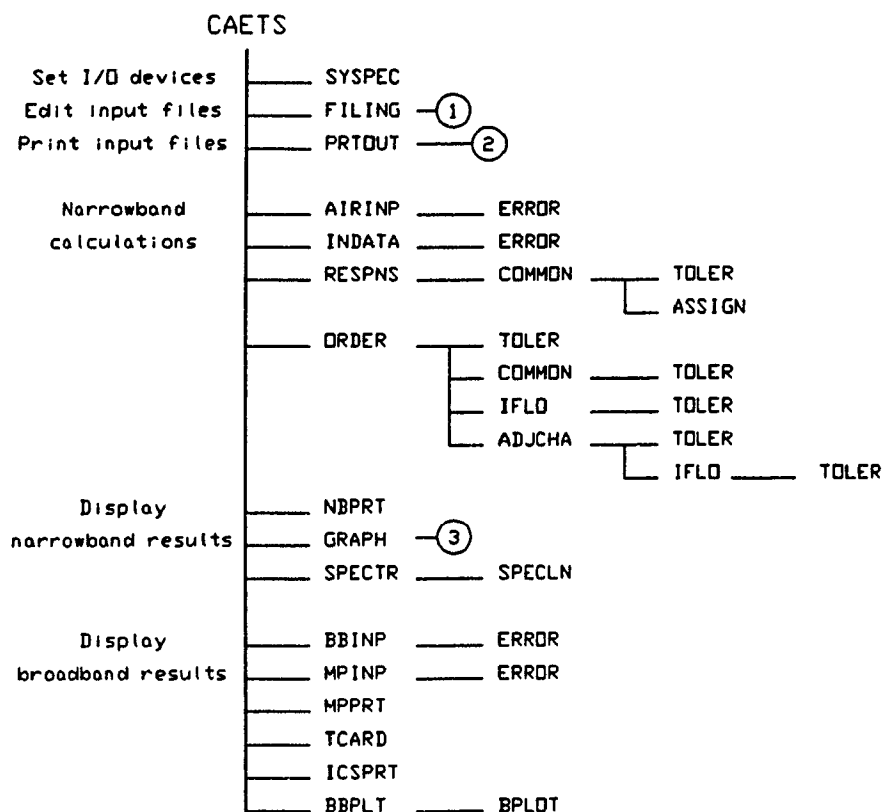 CAETS
Set I/O devices SYSPEC
Edit input files FILING 1
Print input files PRTOUT 2
Narrowband AIRINP ERROR
calculations INDATA ERROR
RESPNS COMMON TOLER
ASSIGN
ORDER TOLER
COMMON TOLER
IFLO TOLER
ADJCHA TOLER
IFLO TOLER
Display NBPRT
narrowband results GRAPH 3
SPECTR SPECLN
Display BBINP ERROR
broadband results MPINP ERROR
MPPRT
TCARD
ICSPRT
BBPLT BPLOT